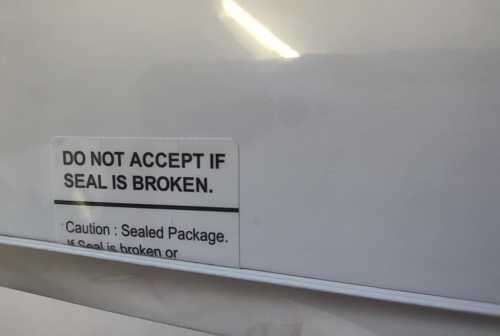 DO NOT ACCEPT IF
SEAL IS BROKEN.
Caution : Sealed Package.
If Seal is broken or